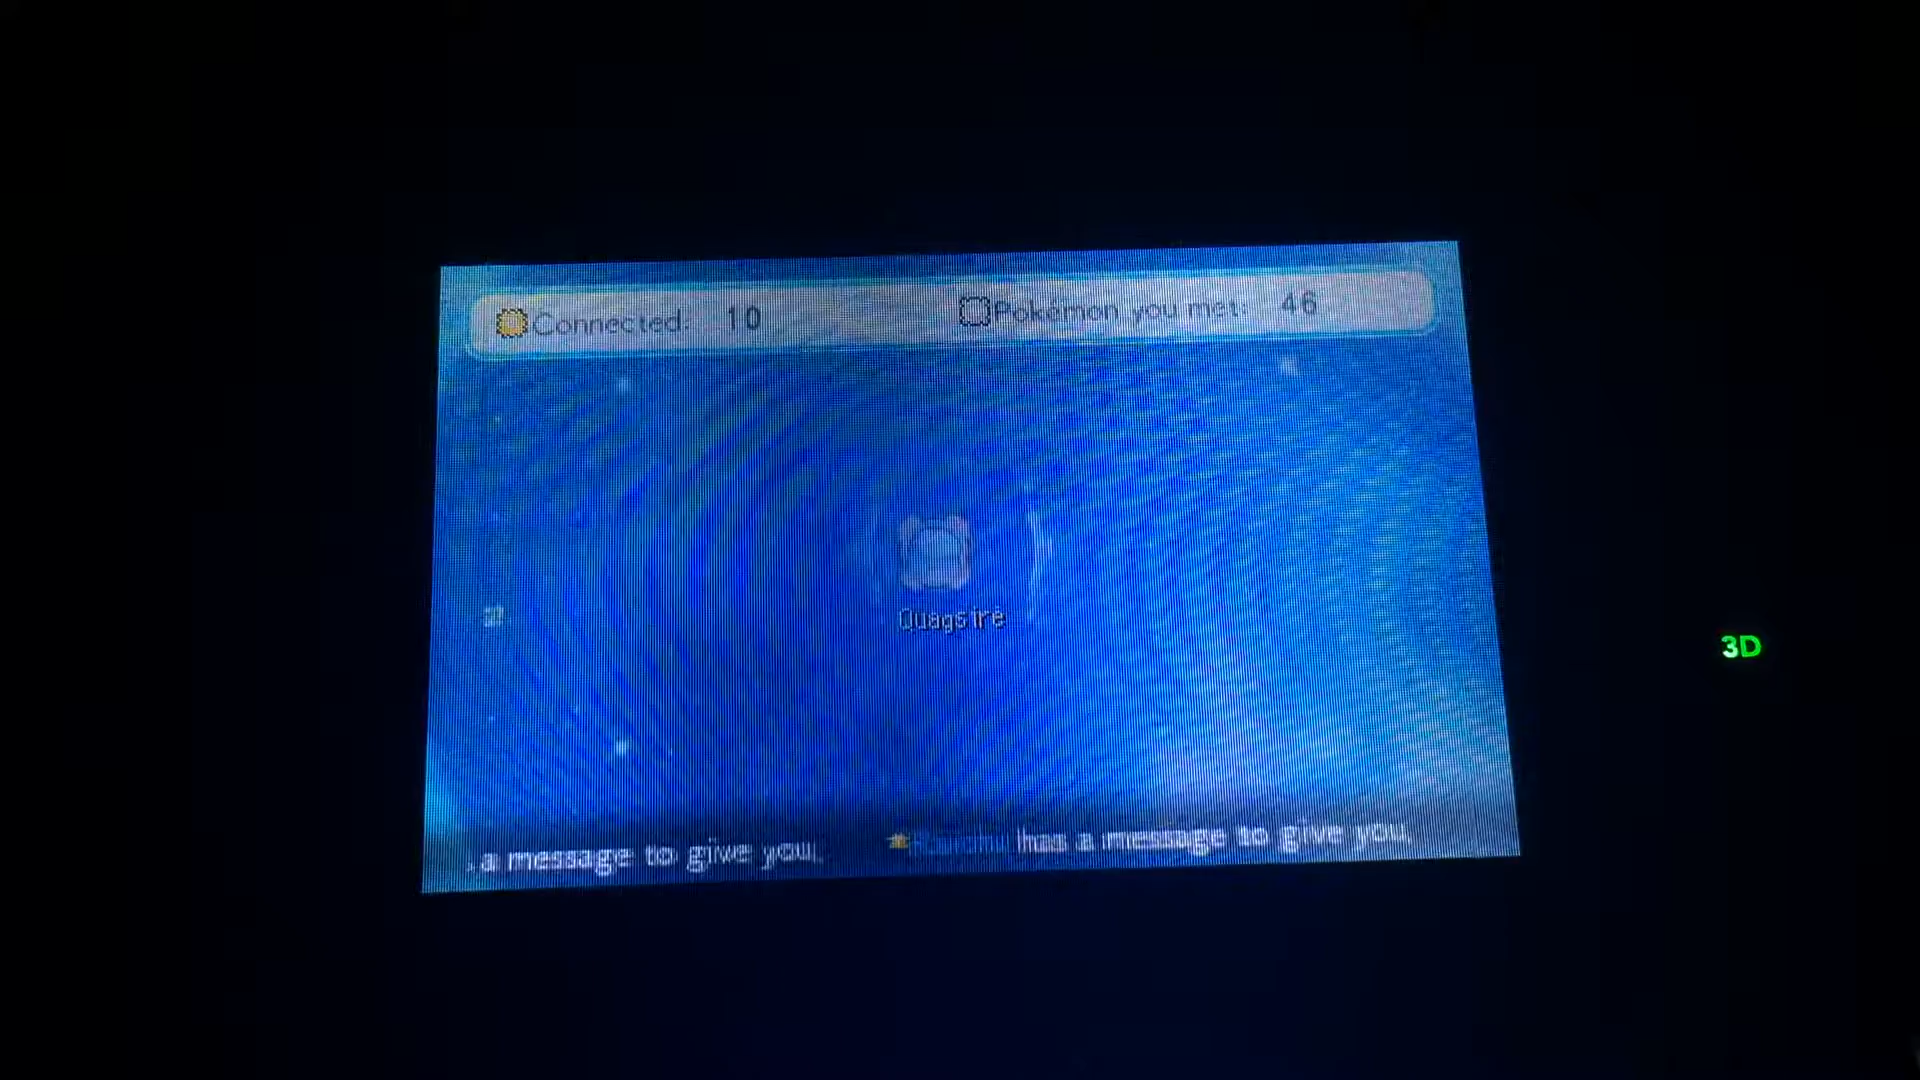 Connected: 10
Pokémon you met: 46
Quagsire
3D
a message to give you. has a message to give you.